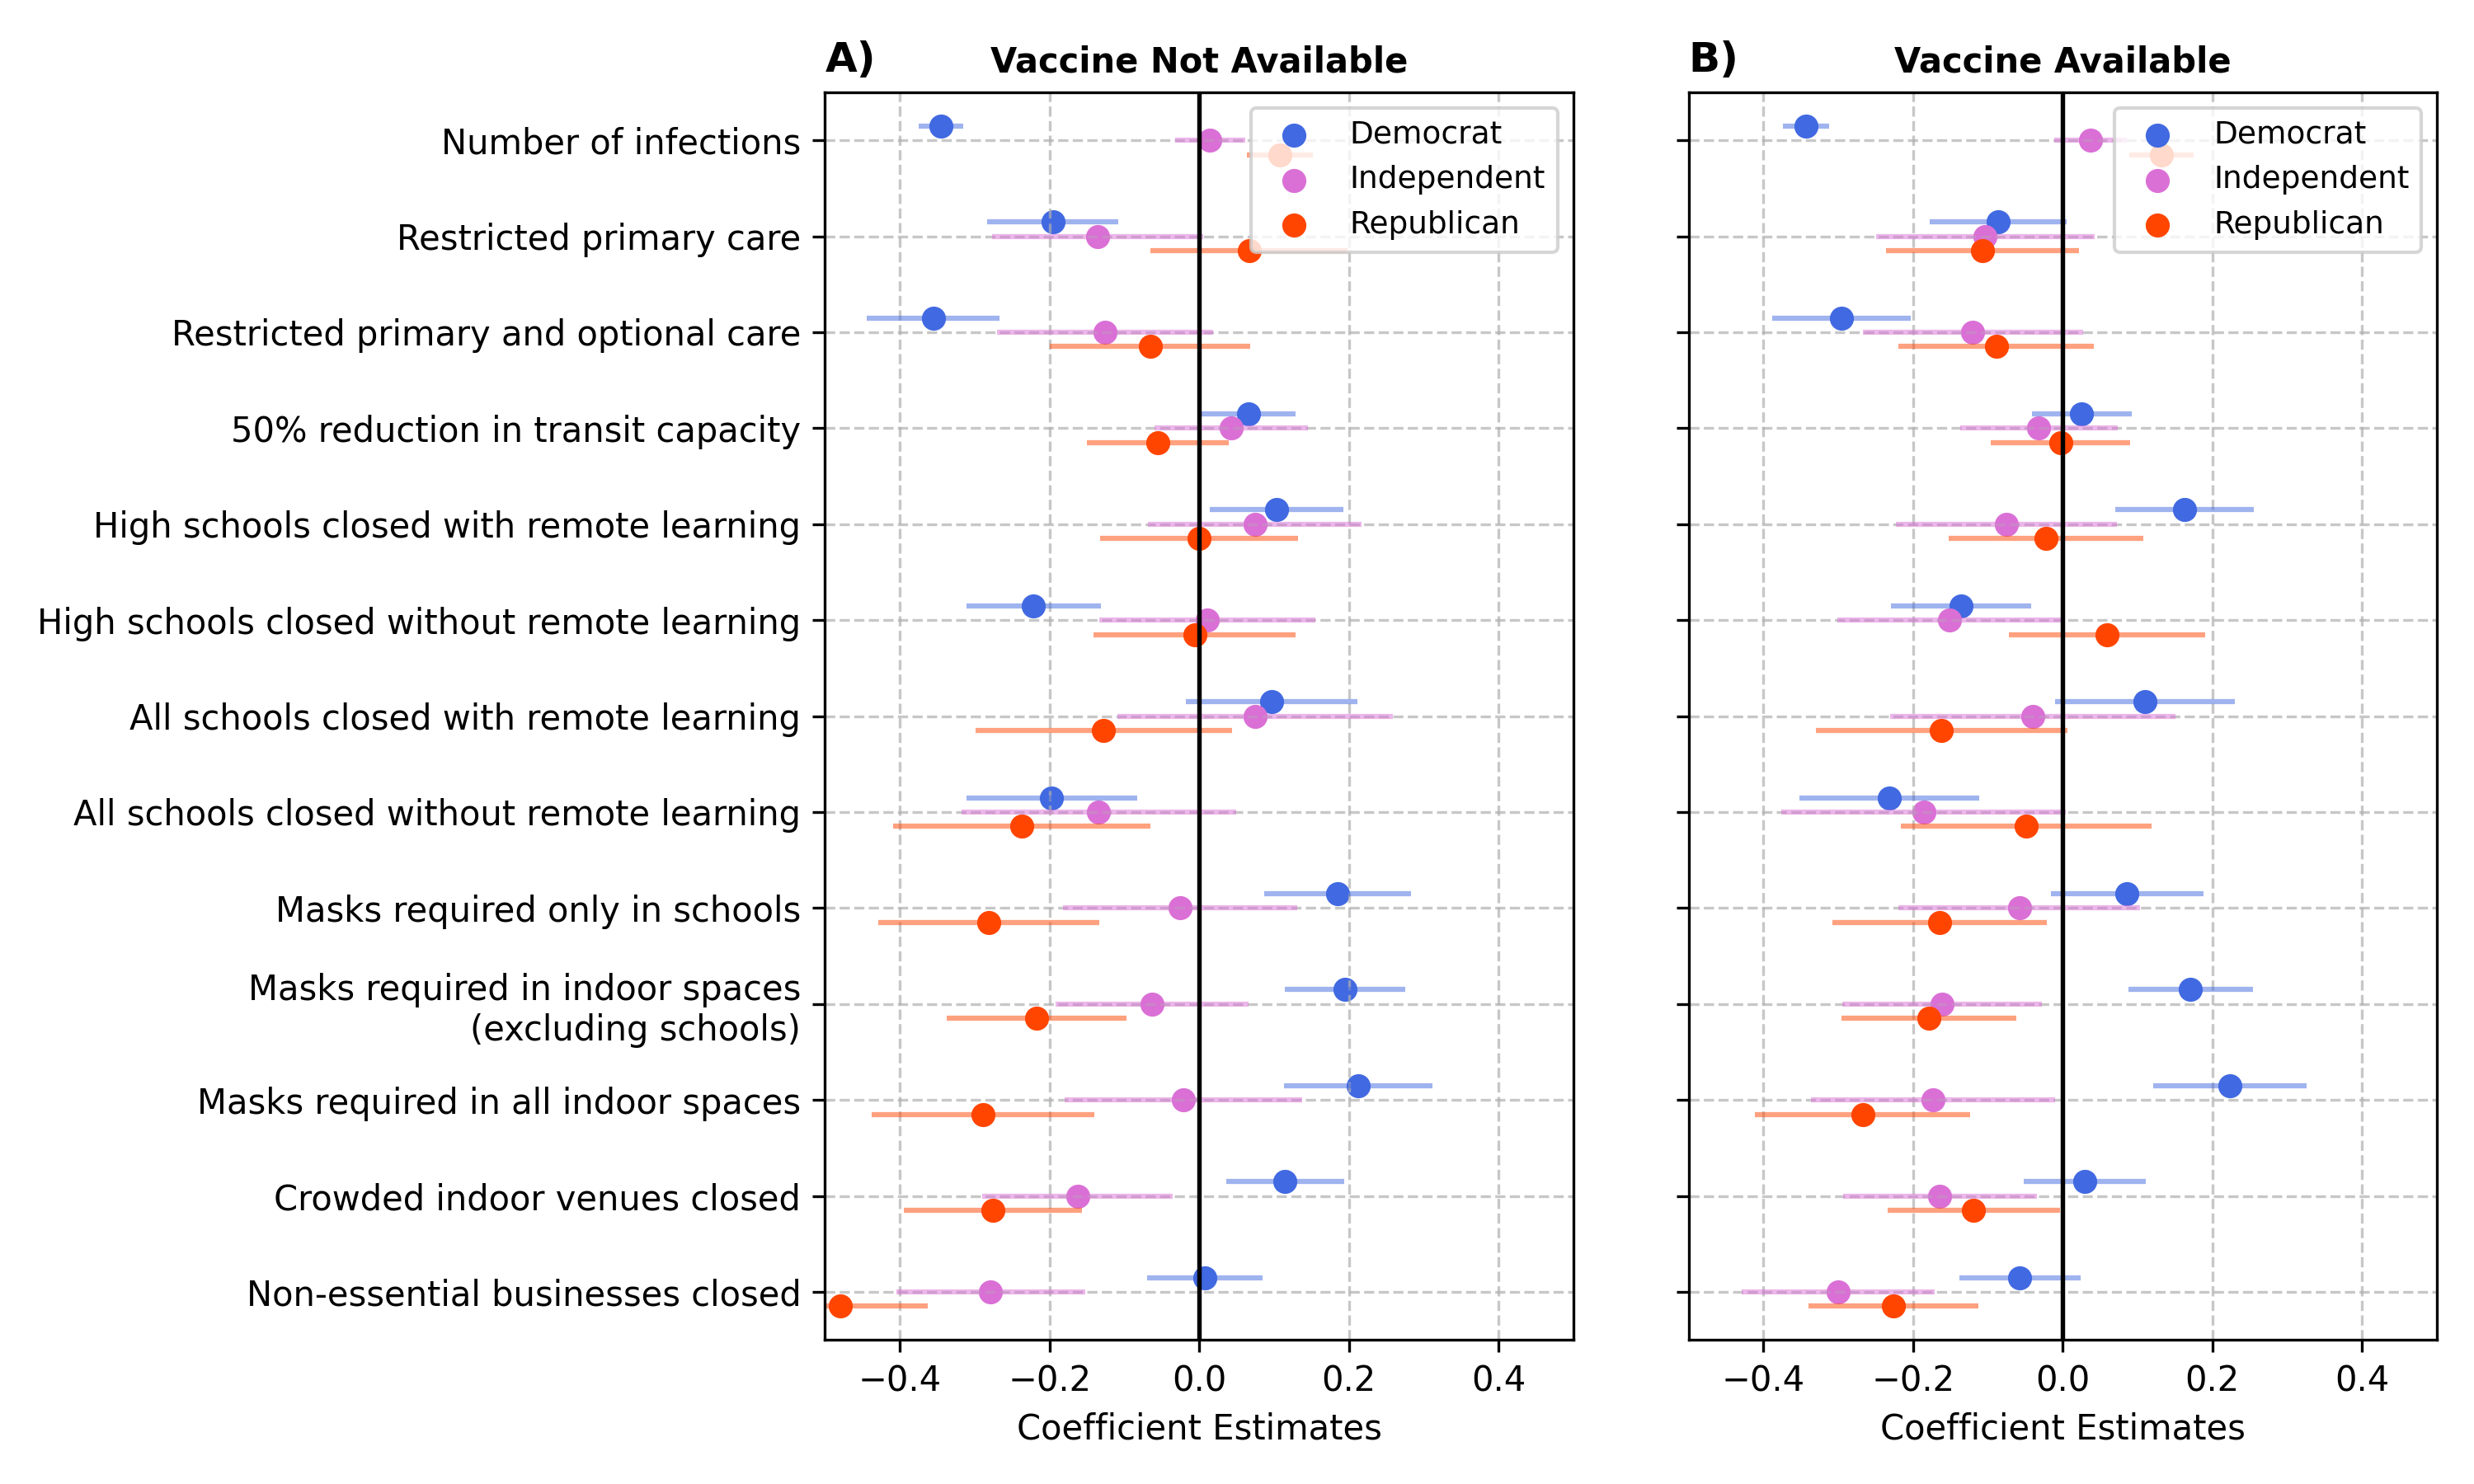 A) Vaccine Not Available
B) Vaccine Available
Number of infections
Restricted primary care
Restricted primary and optional care
50% reduction in transit capacity
High schools closed with remote learning
High schools closed without remote learning
All schools closed with remote learning
All schools closed without remote learning
Masks required only in schools
Masks required in indoor spaces
(excluding schools)
Masks required in all indoor spaces
Crowded indoor venues closed
Non-essential businesses closed
Democrat
Independent
Republican
−0.4 −0.2 0.0 0.2 0.4
Coefficient Estimates
Democrat
Independent
Republican
−0.4 −0.2 0.0 0.2 0.4
Coefficient Estimates